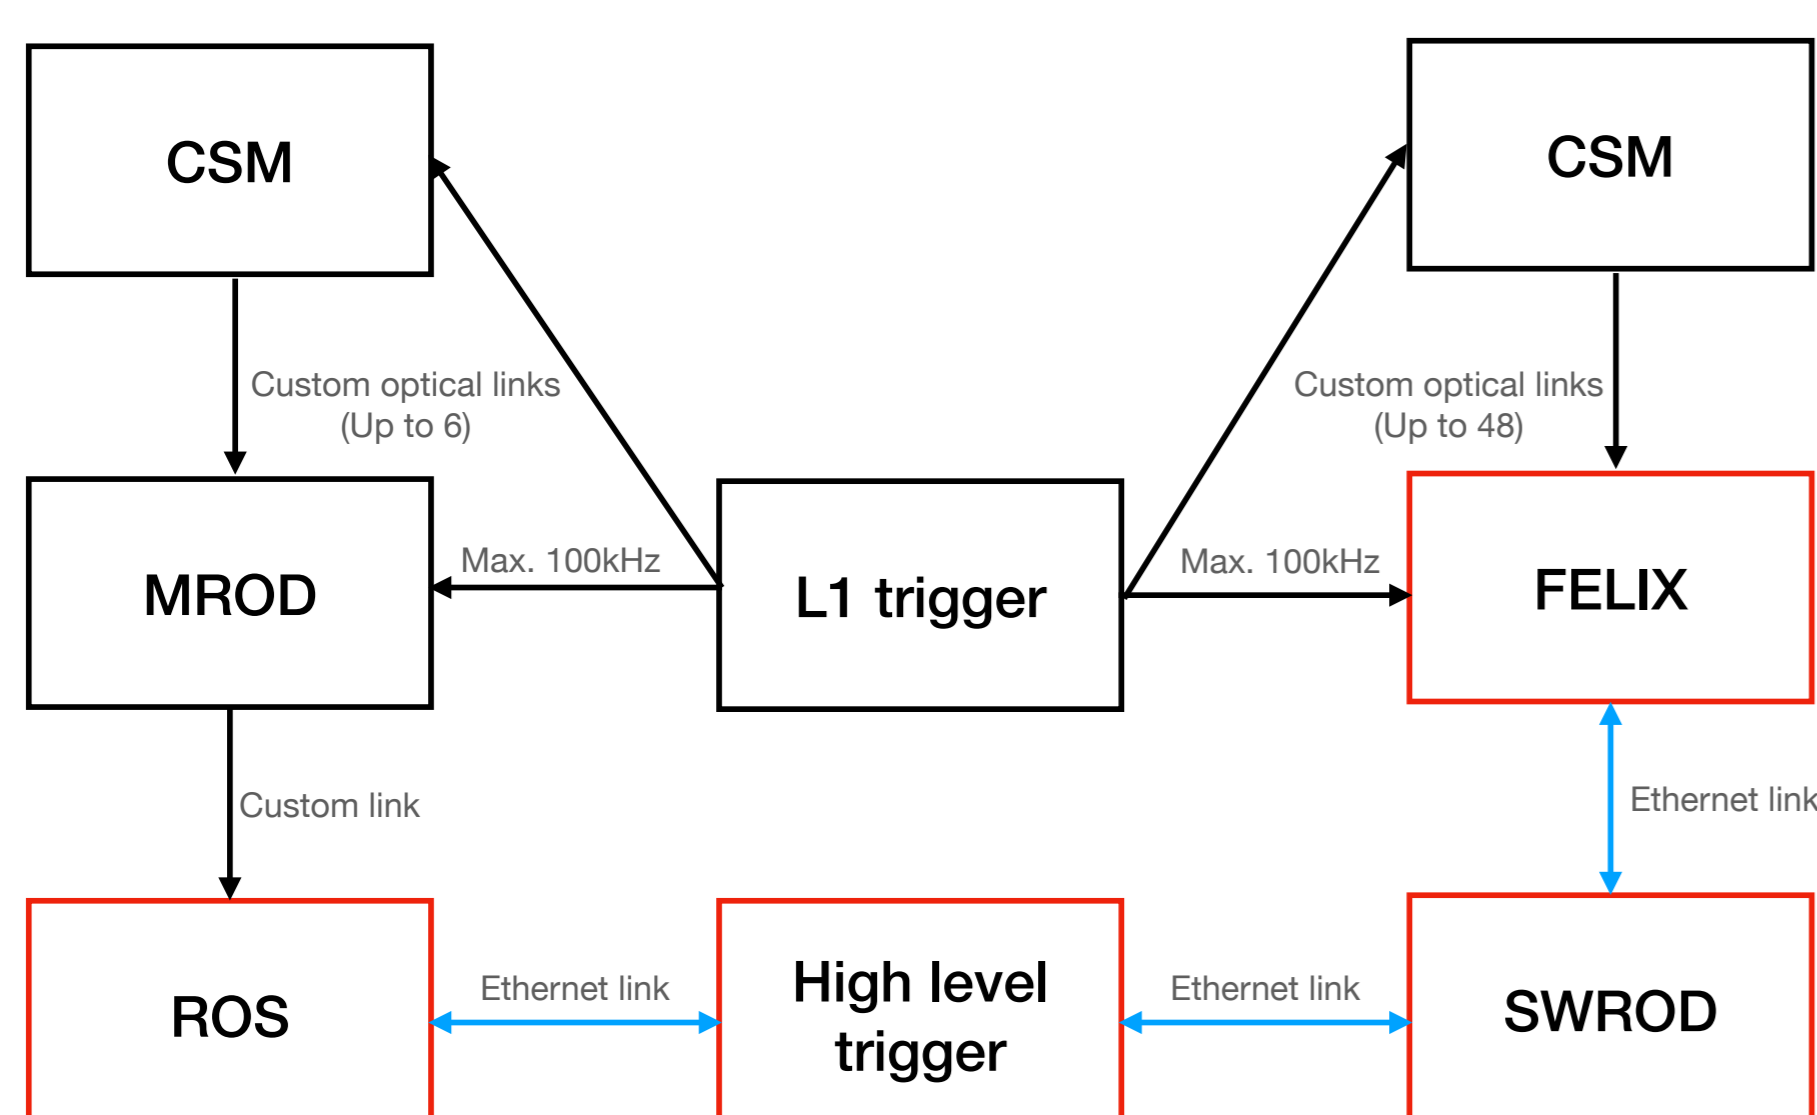 CSM
CSM
Custom optical links
(Up to 6)
Custom optical links
(Up to 48)
MROD
Max. 100kHz
L1 trigger
Max. 100kHz
FELIX
Custom link
Ethernet link
ROS
Ethernet link
High level
trigger
Ethernet link
SWROD